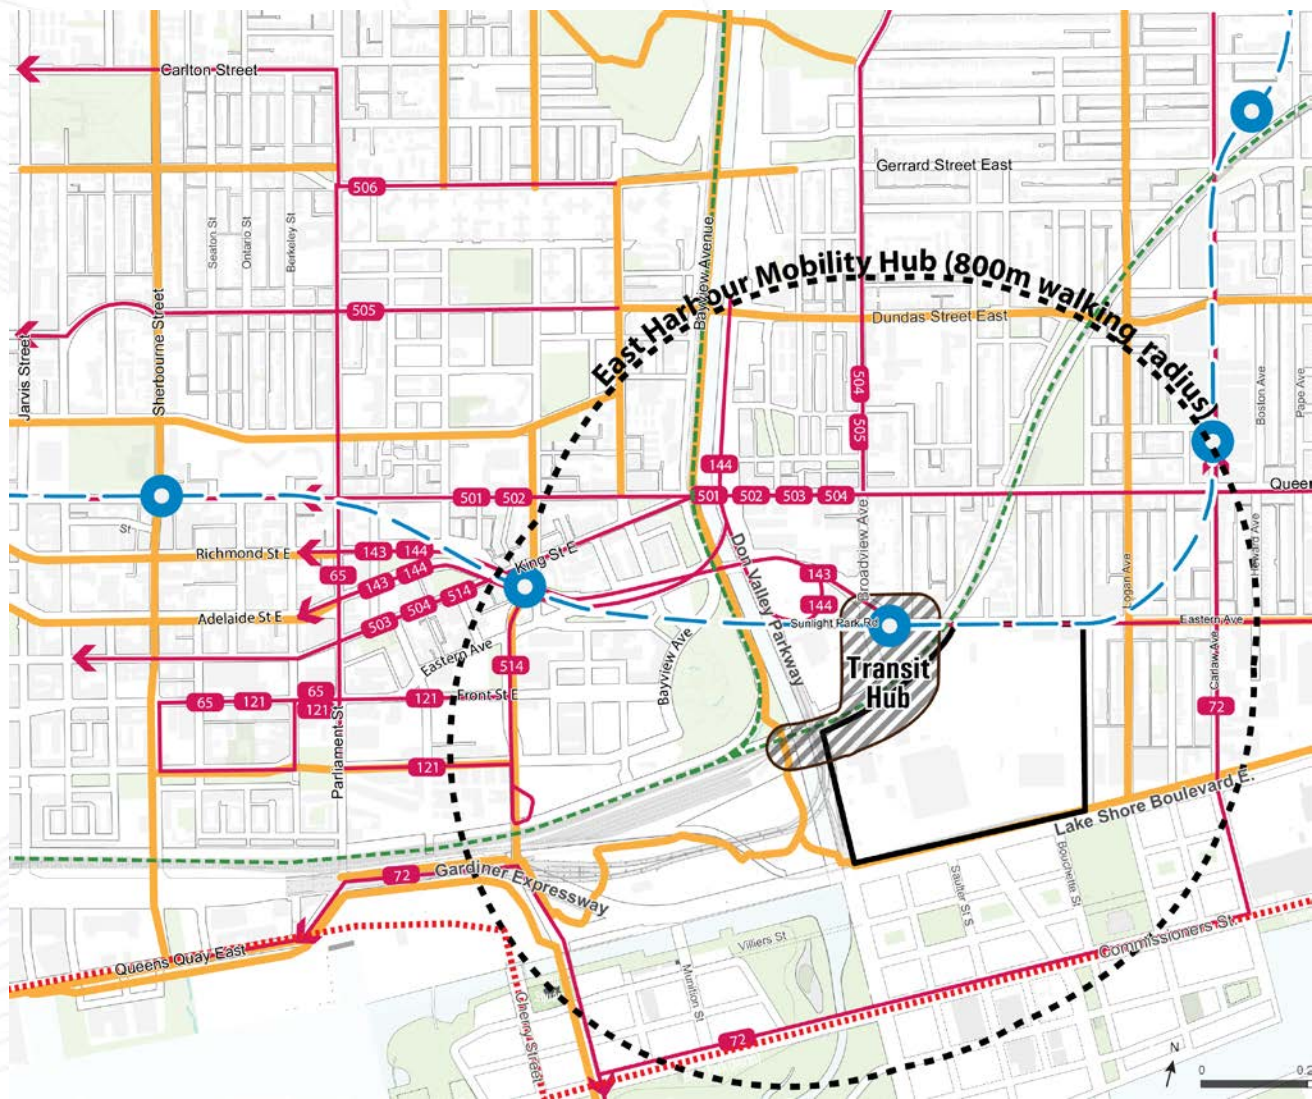 Carlton Street
Gerrard Street East
506
Seaton St
Ontario St
Berkeley St
Bayview Avenue
East Harbour Mobility Hub (800m walking radius)
505
Dundas Street East
Jarvis Street
Sherbourne Street
504
505
Boston Ave
Pape Ave
144
501 502
501 502 503 504
Queen
St
Richmond St E
143 144
King St E
65
143 144
503 504 514
Adelaide St E
Don Valley Parkway
Broadview Ave
143
144
Sunlight Park Rd
Logan Ave
Eastern Ave
Carlaw Ave
Eastern Ave
514
Bayview Ave
Transit
Hub
65 121
65
121
121
Front St E
72
Parliament St
121
Lake Shore Boulevard E.
72
Gardiner Expressway
Saulter St S
Bouchette St
Queens Quay East
Villiers St
Commissioners St.
Munition St
Cherry Street
72
N
0